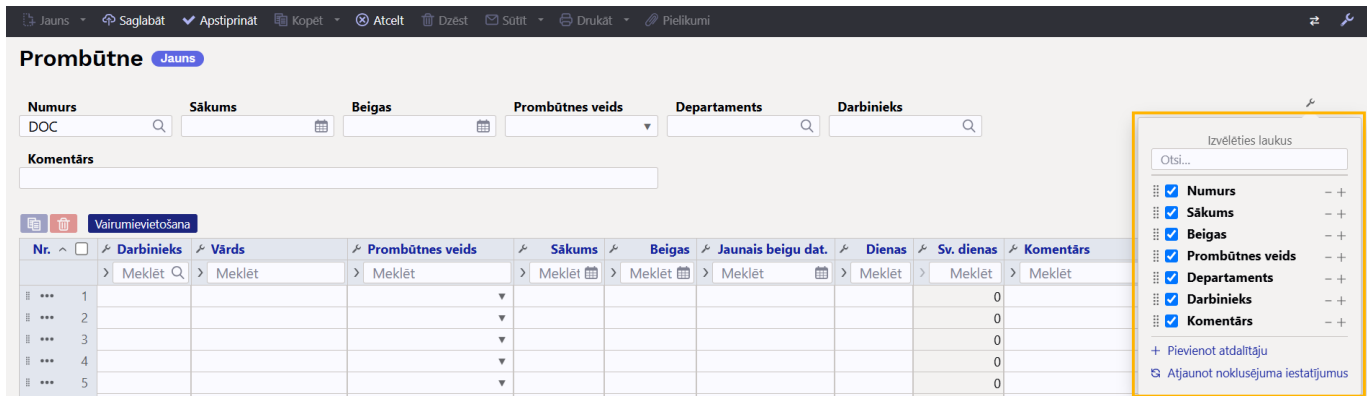 Jauns Saglabāt Apstiprināt Kopēt Atcelt Dzēst Sūtīt Drukāt Pielikumi
Prombūtne Jauns
Numurs Sākums Beigas Prombūtnes veids Departaments Darbinieks
DOC
Komentārs
Vairumievietošana
Nr. Darbinieks Vārds Prombūtnes veids Sākums Beigas Jaunais beigu dat. Dienas Sv. dienas Komentārs
Meklēt Meklēt Meklēt Meklēt Meklēt Meklēt Meklēt Meklēt Meklēt
1 0
2 0
3 0
4 0
5 0
Izvēlēties laukus
Otsi...
Numurs
Sākums
Beigas
Prombūtnes veids
Departaments
Darbinieks
Komentārs
+ Pievienot atdalītāju
Atjaunot noklusējuma iestatījumus